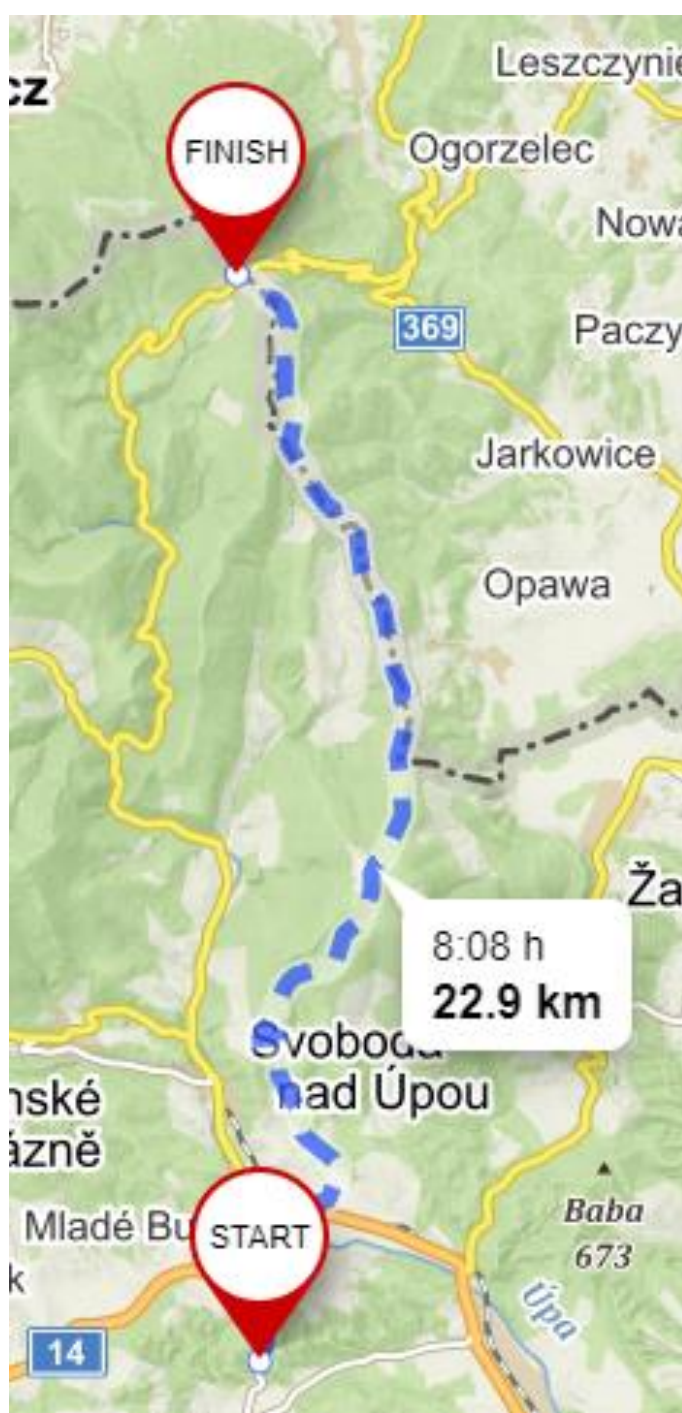 Leszczynie
cz
FINISH
Ogorzelec
Nowa
369
Paczy
Jarkowice
Opawa
Ža
8:08 h
22.9 km
Svoboda
nad Úpou
nské
ázně
Mladé Bu
START
Baba
673
k
Úpa
14